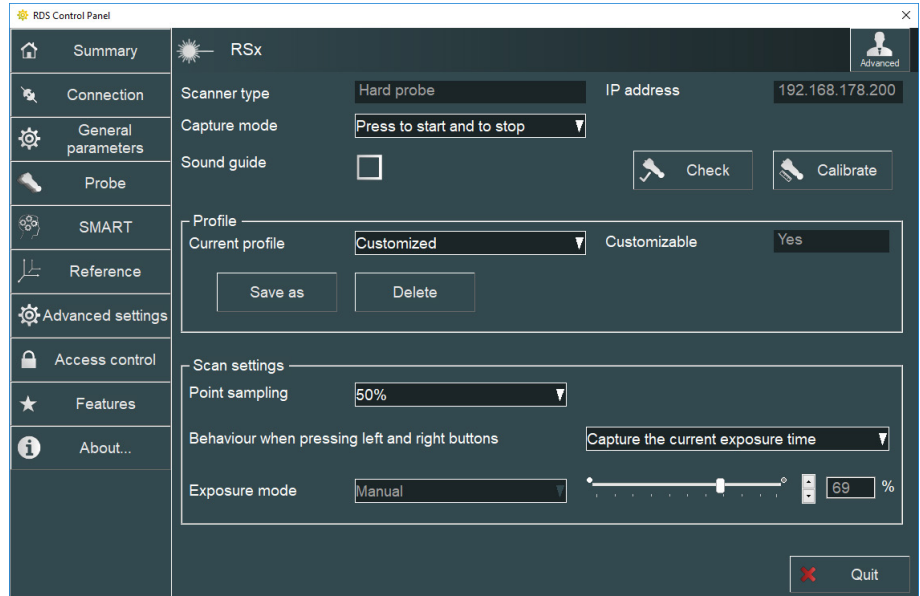 RDS Control Panel
Summary
Connection
General
parameters
Probe
SMART
Reference
Advanced settings
Access control
Features
About...
RSx
Advanced
Scanner type
Hard probe
IP address
192.168.178.200
Capture mode
Press to start and to stop
Sound guide
Check
Calibrate
Profile
Current profile
Customized
Customizable
Yes
Save as
Delete
Scan settings
Point sampling
50%
Behaviour when pressing left and right buttons
Capture the current exposure time
Exposure mode
Manual
69 %
Quit